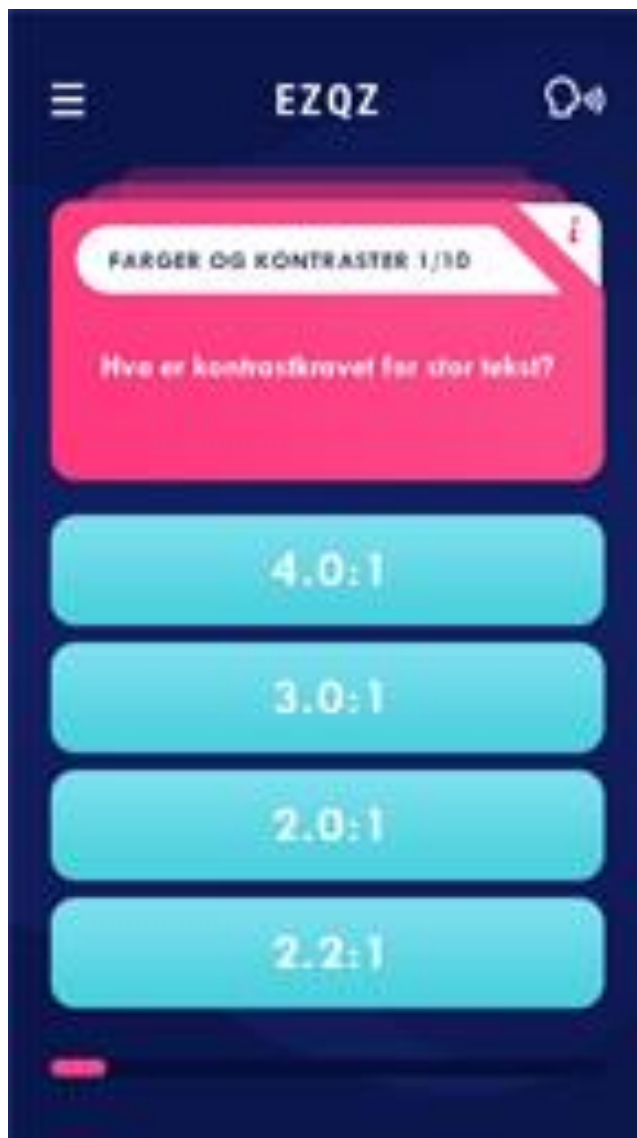 EZQZ
i
FARGER OG KONTRASTER 1/10
Hva er kontrastkravet for stor tekst?
4.0:1
3.0:1
2.0:1
2.2:1